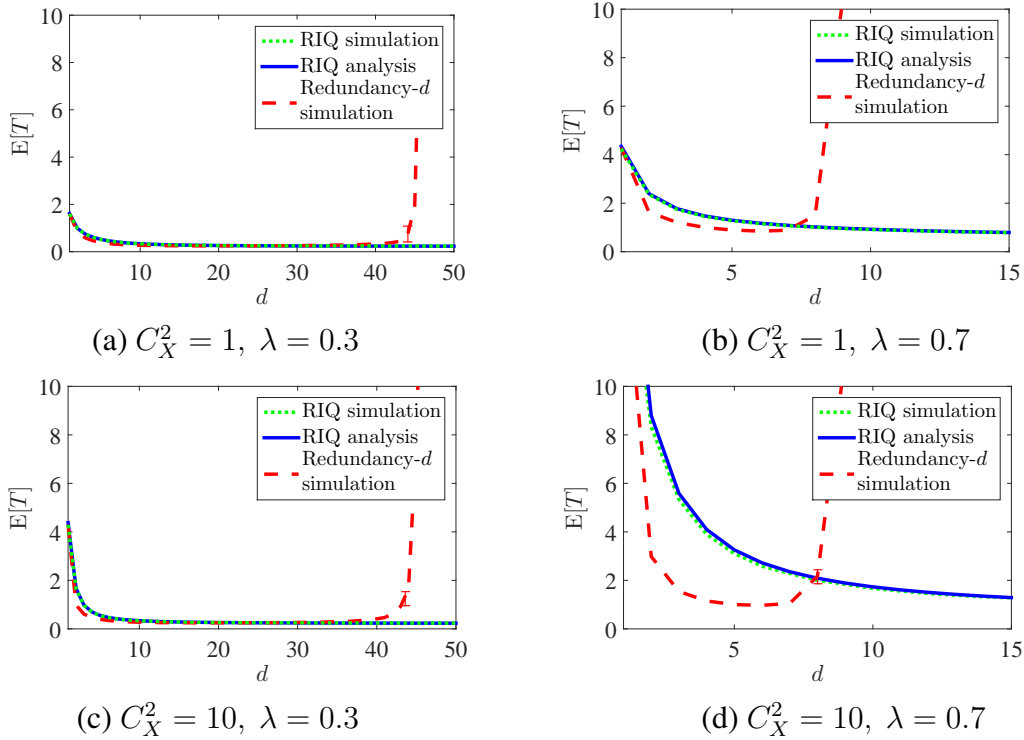 10
8
6
4
2
0
E[T]
10
20
30
40
50
d
RIQ simulation
RIQ analysis
Redundancy-d
simulation
(a) C_X^2 = 1, λ = 0.3
10
8
6
4
2
0
E[T]
5
10
15
d
RIQ simulation
RIQ analysis
Redundancy-d
simulation
(b) C_X^2 = 1, λ = 0.7
10
8
6
4
2
0
E[T]
10
20
30
40
50
d
RIQ simulation
RIQ analysis
Redundancy-d
simulation
(c) C_X^2 = 10, λ = 0.3
10
8
6
4
2
0
E[T]
5
10
15
d
RIQ simulation
RIQ analysis
Redundancy-d
simulation
(d) C_X^2 = 10, λ = 0.7